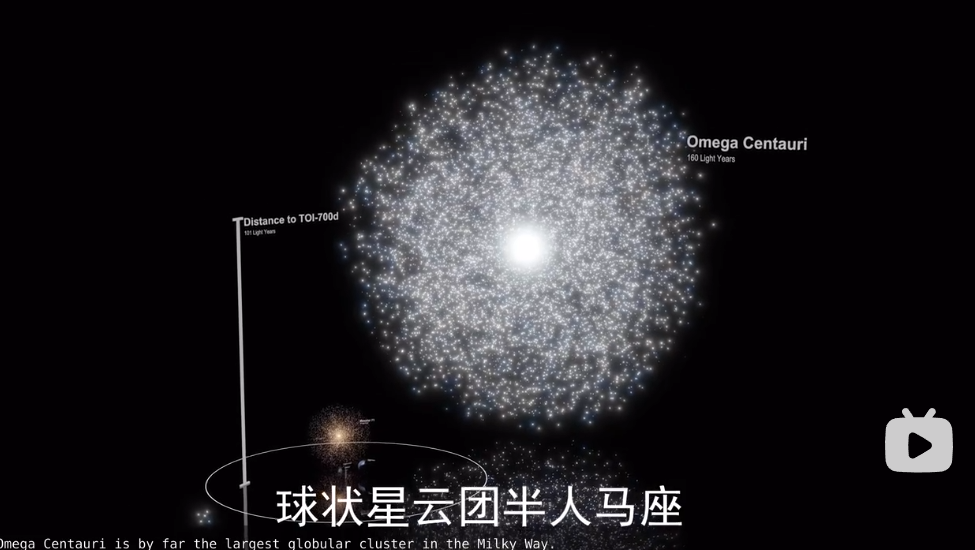 Omega Centauri
160 Light Years
Distance to TOI-700d
101 Light Years
球状星云团半人马座
Omega Centauri is by far the largest globular cluster in the Milky Way.